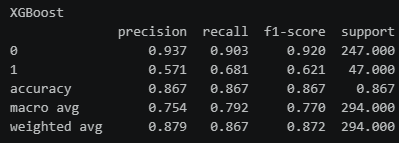 XGBoost
precision recall f1-score support
0 0.937 0.903 0.920 247.000
1 0.571 0.681 0.621 47.000
accuracy 0.867 0.867 0.867 0.867
macro avg 0.754 0.792 0.770 294.000
weighted avg 0.879 0.867 0.872 294.000